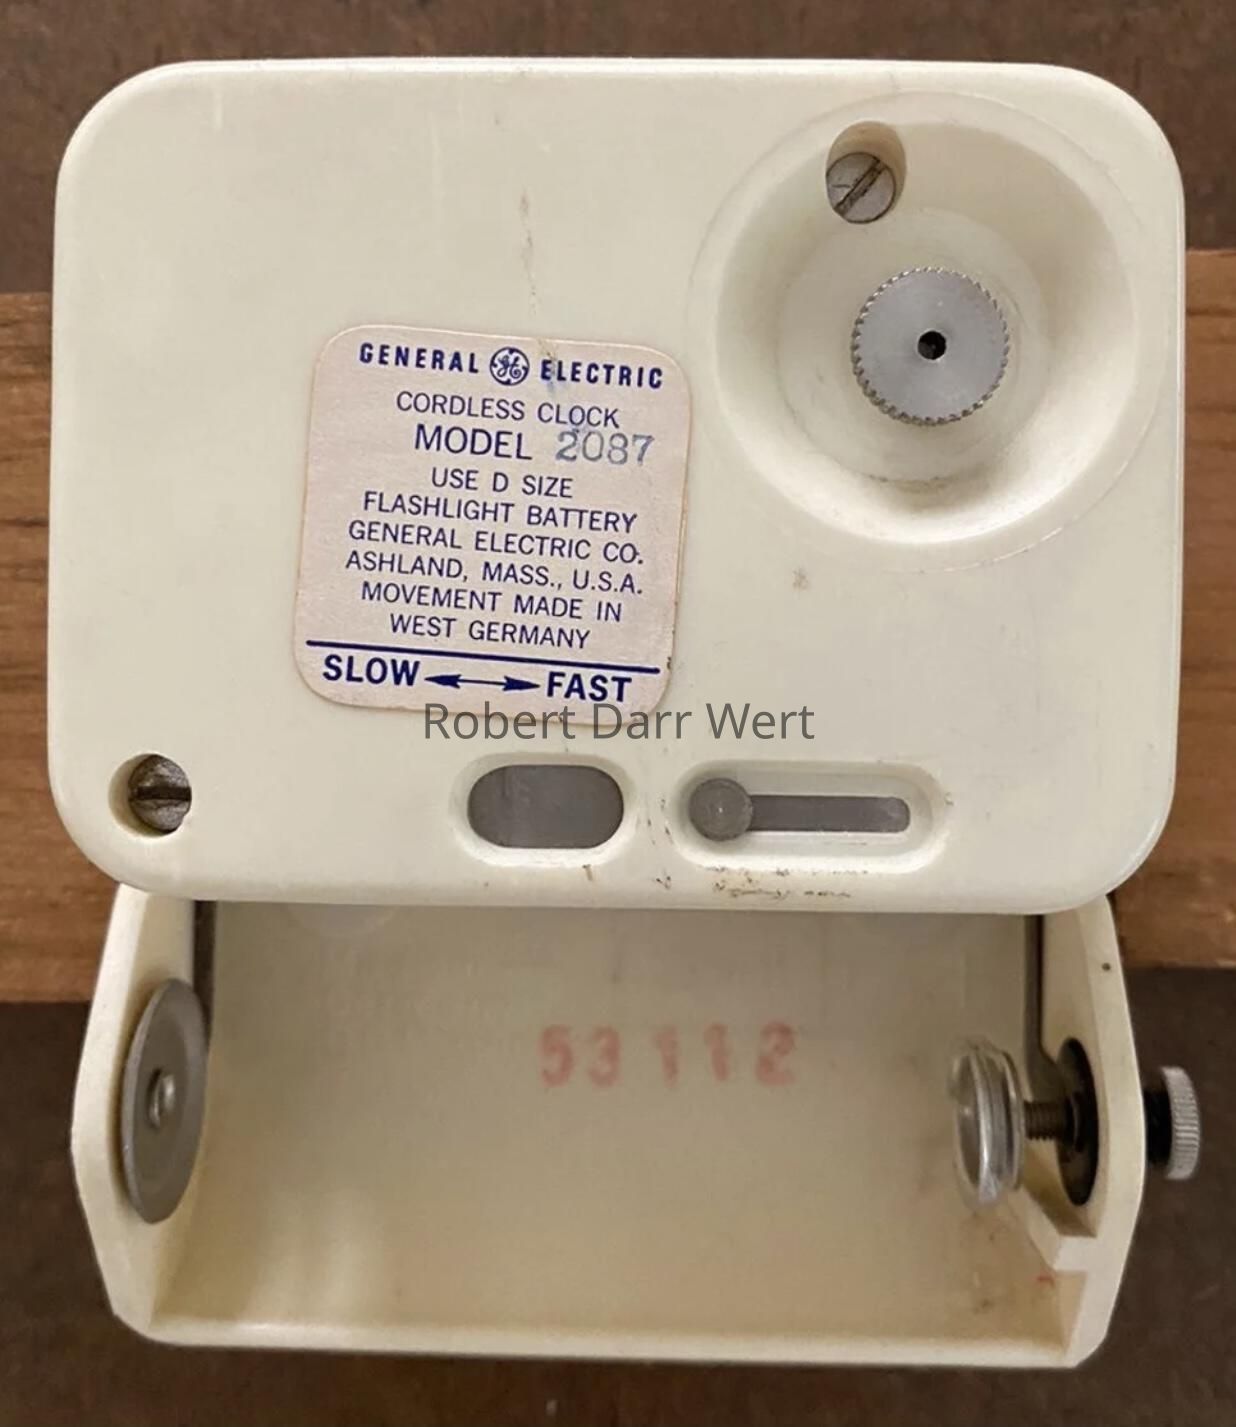 GENERAL GE ELECTRIC
CORDLESS CLOCK
MODEL 2087
USE D SIZE
FLASHLIGHT BATTERY
GENERAL ELECTRIC CO.
ASHLAND, MASS., U.S.A.
MOVEMENT MADE IN
WEST GERMANY
SLOW ↔ FAST
Robert Darr Wert
53112